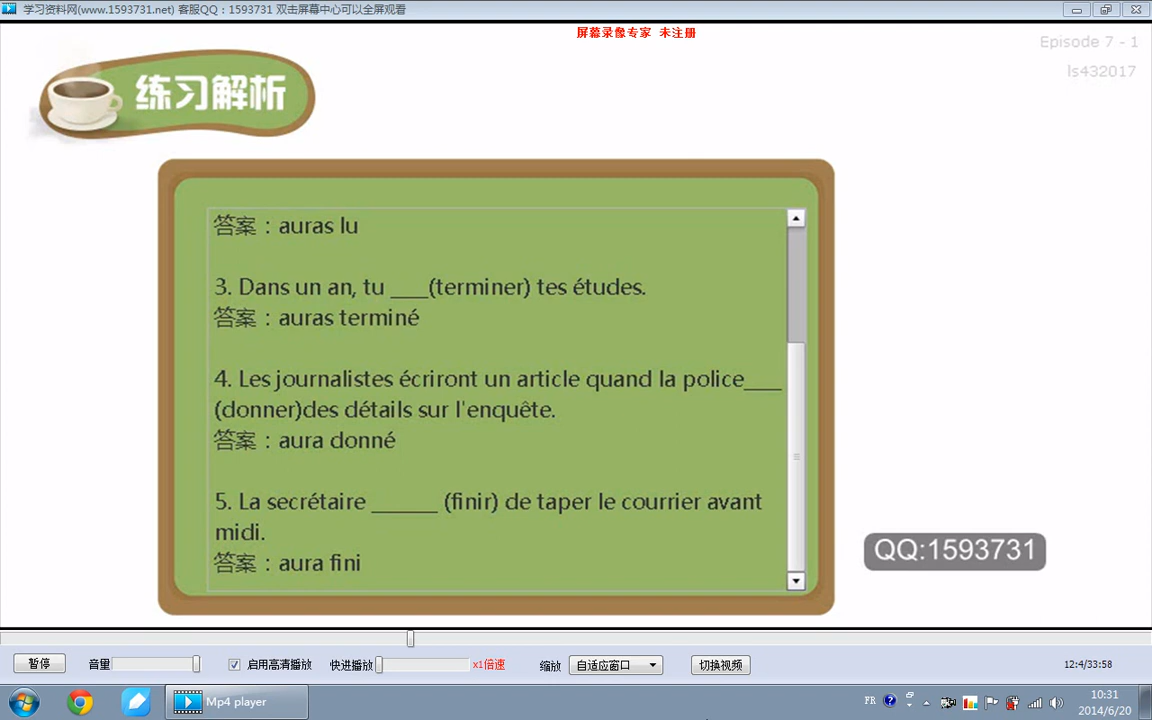 学习资料网(www.1593731.net) 客服QQ：1593731 双击屏幕中心可以全屏观看
屏幕录像专家 未注册
Episode 7 - 1
ls432017
练习解析
答案：auras lu
3. Dans un an, tu ___(terminer) tes études.
答案：auras terminé
4. Les journalistes écriront un article quand la police___
(donner)des détails sur l'enquête.
答案：aura donné
5. La secrétaire _____ (finir) de taper le courrier avant
midi.
答案：aura fini
QQ:1593731
暂停 音量 启用高清播放 快进播放 x1倍速 缩放 自适应窗口 切换视频 12:4/33:58
Mp4 player
FR
10:31
2014/6/20